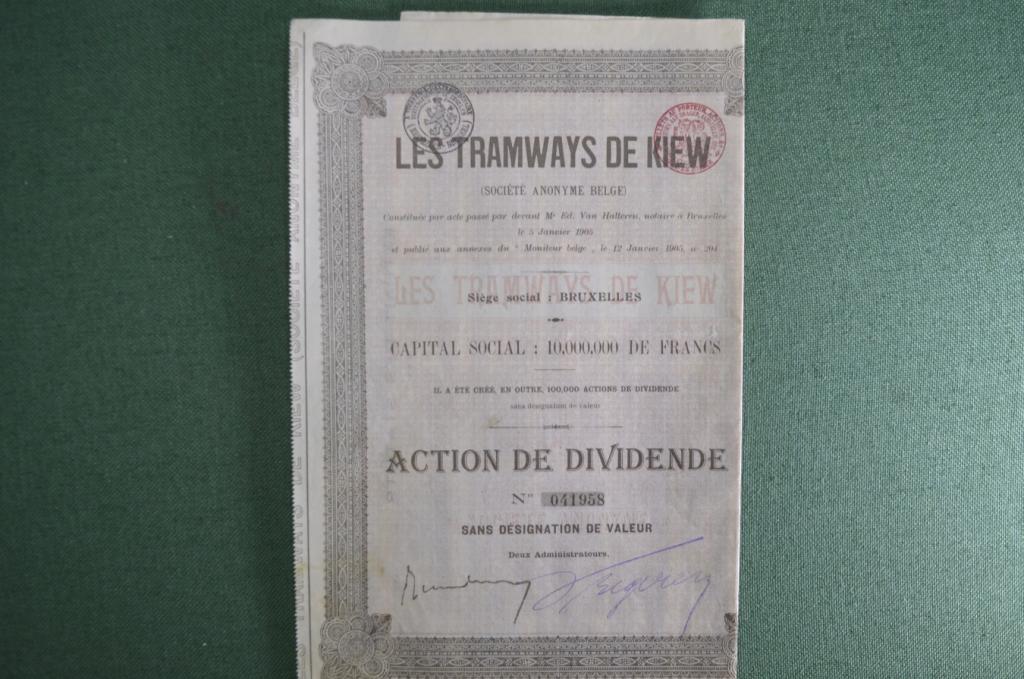 LES TRAMWAYS DE KIEW
(SOCIÉTÉ ANONYME BELGE)
Constituée par acte passé par devant Me Ed. Van Halteren, notaire à Bruxelles
le 5 Janvier 1905
et publié aux annexes du "Moniteur belge", le 12 Janvier 1905, no 204
LES TRAMWAYS DE KIEW
Siège social : BRUXELLES
CAPITAL SOCIAL : 10,000,000 DE FRANCS
IL A ÉTÉ CRÉÉ, EN OUTRE, 100,000 ACTIONS DE DIVIDENDE
sans désignation de valeur
ACTION DE DIVIDENDE
No 041958
SANS DÉSIGNATION DE VALEUR
Deux Administrateurs.